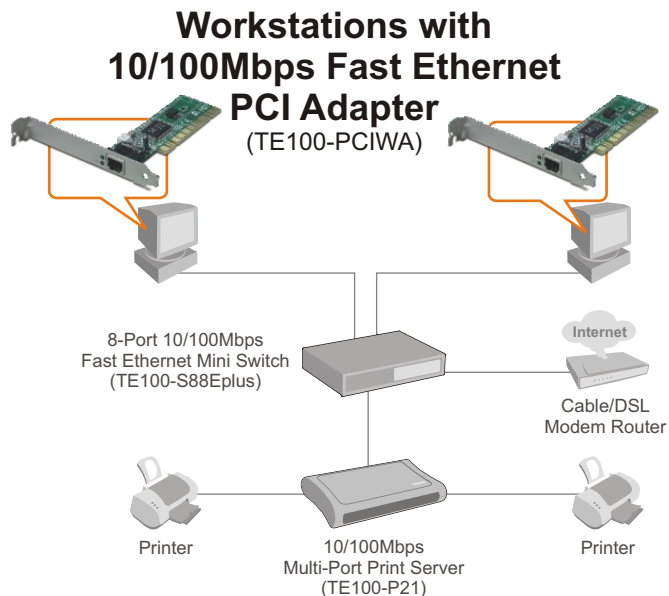 Workstations with
10/100Mbps Fast Ethernet
PCI Adapter
(TE100-PCIWA)
8-Port 10/100Mbps
Fast Ethernet Mini Switch
(TE100-S88Eplus)
Internet
Cable/DSL
Modem Router
Printer
10/100Mbps
Multi-Port Print Server
(TE100-P21)
Printer